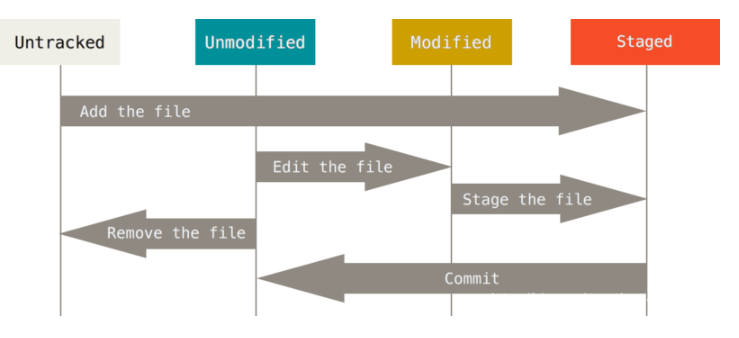 Untracked
Unmodified
Modified
Staged
Add the file
Edit the file
Stage the file
Remove the file
Commit